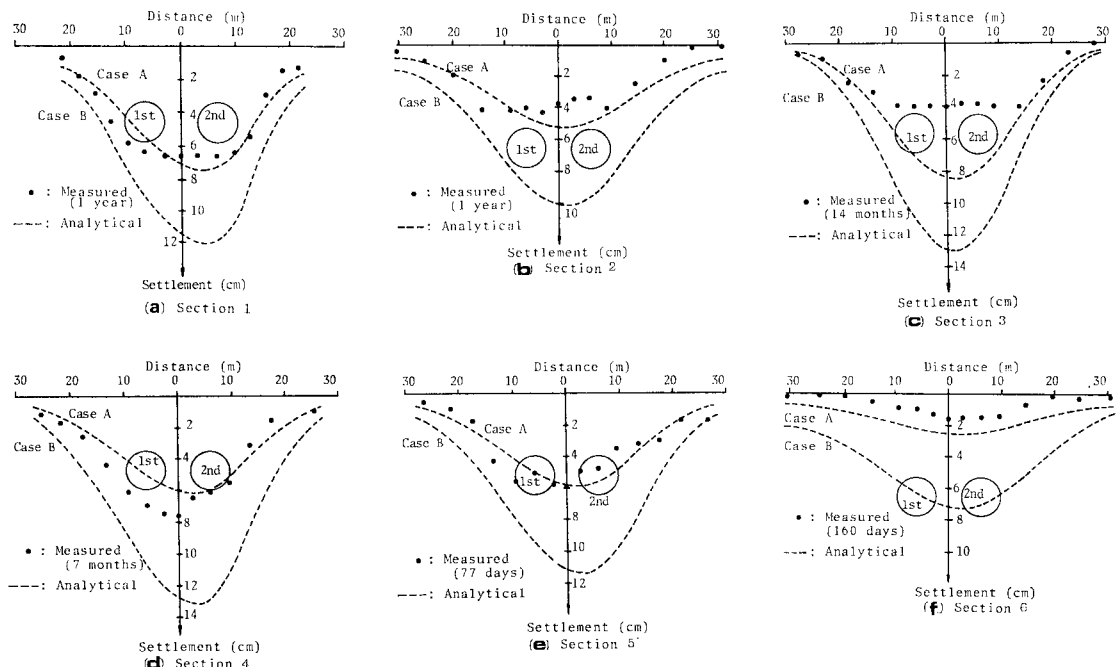 Distance (m)
30 20 10 0 10 20 30
Case A
Case B
1st 2nd
2
4
6
8
10
12
• : Measured
(1 year)
---: Analytical
Settlement (cm)
(a) Section 1
Distance (m)
30 20 10 0 10 20 30
Case A
Case B
1st 2nd
2
4
6
8
10
• : Measured
(1 year)
---: Analytical
Settlement (cm)
(b) Section 2
Distance (m)
30 20 10 0 10 20 30
Case A
Case B
1st 2nd
2
4
6
8
10
12
14
• : Measured
(14 months)
---: Analytical
Settlement (cm)
(c) Section 3
Distance (m)
30 20 10 0 10 20 30
Case A
Case B
1st 2nd
2
4
6
8
10
12
14
• : Measured
(7 months)
---: Analytical
Settlement (cm)
(d) Section 4
Distance (m)
30 20 10 0 10 20 30
Case A
Case B
1st 2nd
2
4
6
8
10
12
• : Measured
(77 days)
---: Analytical
Settlement (cm)
(e) Section 5
Distance (m)
30 20 10 0 10 20 30
Case A
Case B
1st 2nd
2
4
6
8
10
• : Measured
(160 days)
---: Analytical
Settlement (cm)
(f) Section 6